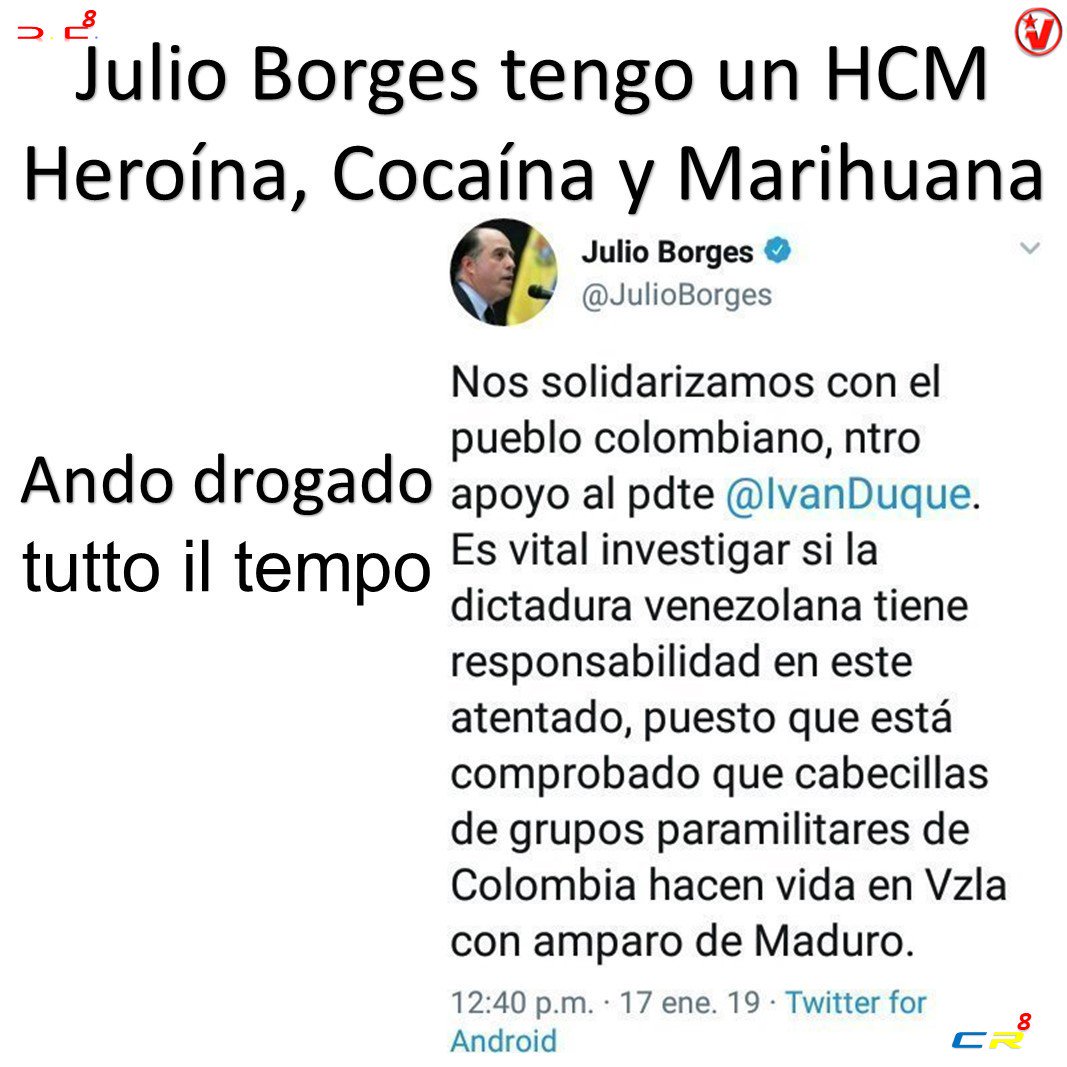 Julio Borges tengo un HCM
Heroína, Cocaína y Marihuana
Julio Borges
@JulioBorges
Ando drogado
tutto il tempo
Nos solidarizamos con el
pueblo colombiano, ntro
apoyo al pdte @IvanDuque.
Es vital investigar si la
dictadura venezolana tiene
responsabilidad en este
atentado, puesto que está
comprobado que cabecillas
de grupos paramilitares de
Colombia hacen vida en Vzla
con amparo de Maduro.
12:40 p.m. · 17 ene. 19 · Twitter for
Android
CR8